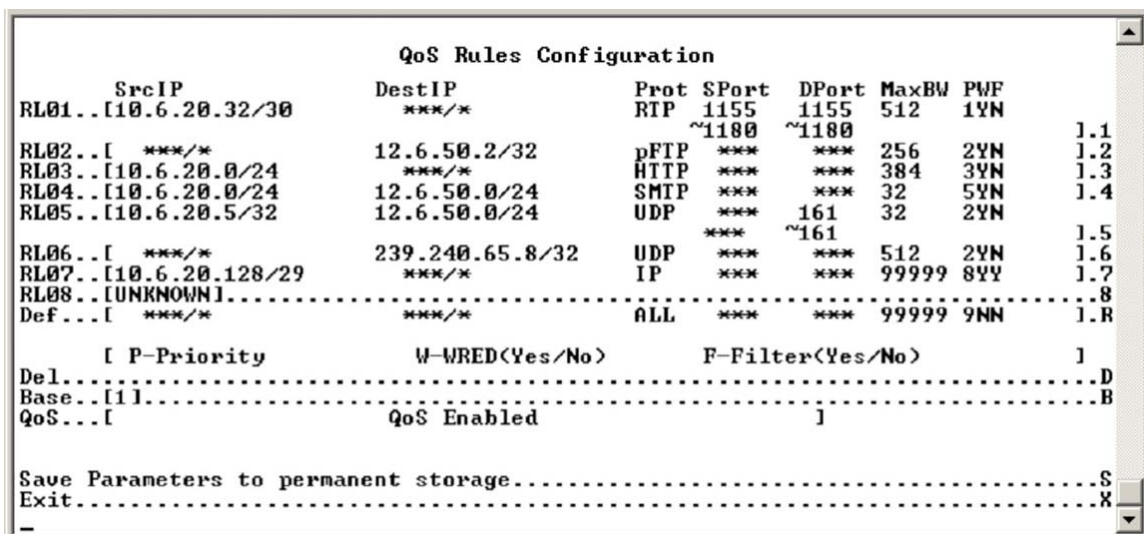 QoS Rules Configuration
SrcIP DestIP Prot SPort DPort MaxBW PWF
RL01..[10.6.20.32/30 ***/* RTP 1155 1155 512 1YN
~1180 ~1180 ].1
RL02..[ ***/* 12.6.50.2/32 pFTP *** *** 256 2YN ].2
RL03..[10.6.20.0/24 ***/* HTTP *** *** 384 3YN ].3
RL04..[10.6.20.0/24 12.6.50.0/24 SMTP *** *** 32 5YN ].4
RL05..[10.6.20.5/32 12.6.50.0/24 UDP *** 161 32 2YN
*** ~161 ].5
RL06..[ ***/* 239.240.65.8/32 UDP *** *** 512 2YN ].6
RL07..[10.6.20.128/29 ***/* IP *** *** 99999 8YY ].7
RL08..[UNKNOWN]........................................................................8
Def...[ ***/* ***/* ALL *** *** 99999 9NN ].R
[ P-Priority W-WRED(Yes/No) F-Filter(Yes/No) ]
Del....................................................................................D
Base..[1]..............................................................................B
QoS...[ QoS Enabled ]
Save Parameters to permanent storage...............................................S
Exit...................................................................................X
_